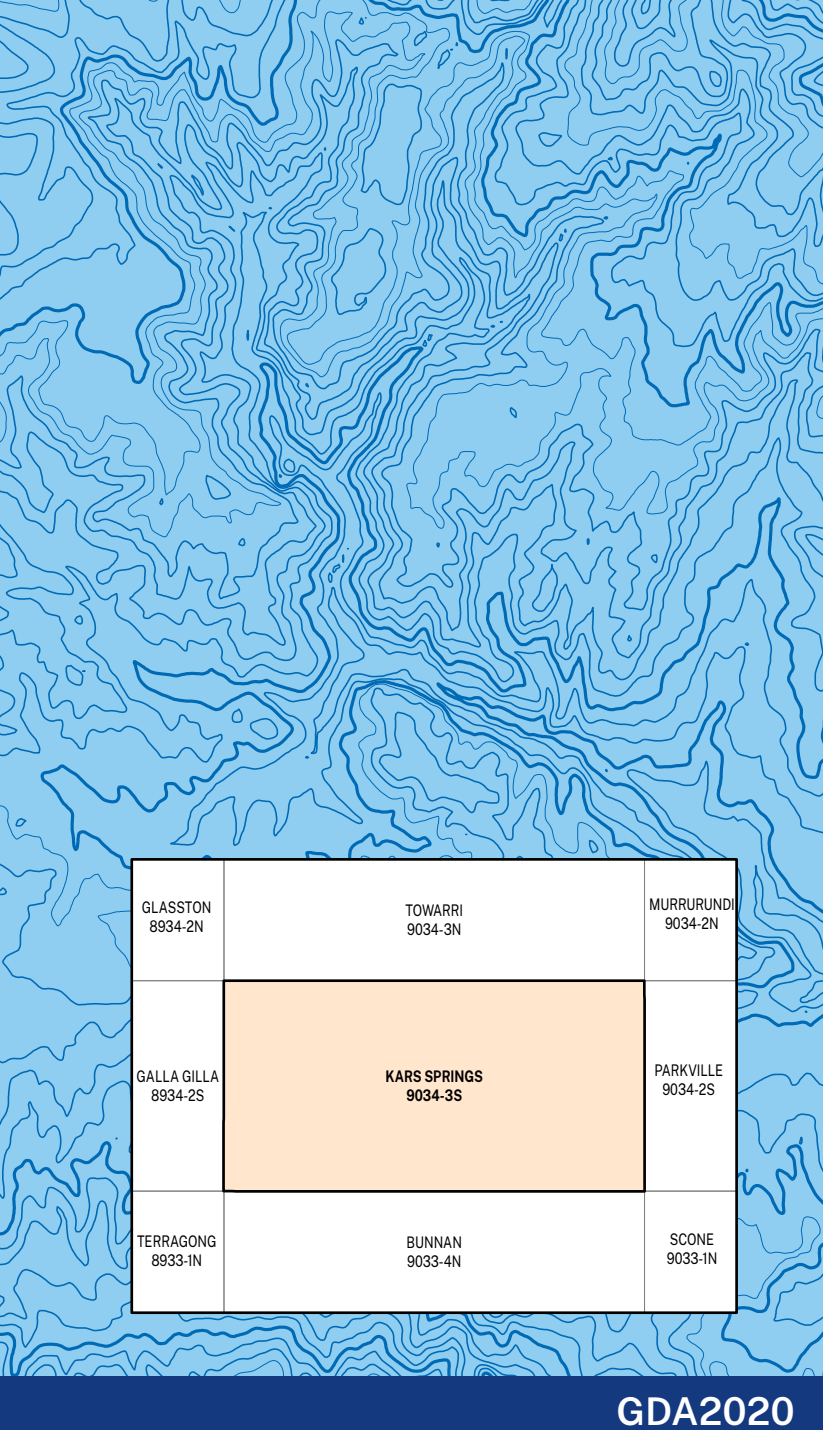 GLASSTON
8934-2N
TOWARRI
9034-3N
MURRURUNDI
9034-2N
GALLA GILLA
8934-2S
KARS SPRINGS
9034-3S
PARKVILLE
9034-2S
TERRAGONG
8933-1N
BUNNAN
9033-4N
SCONE
9033-1N
GDA2020